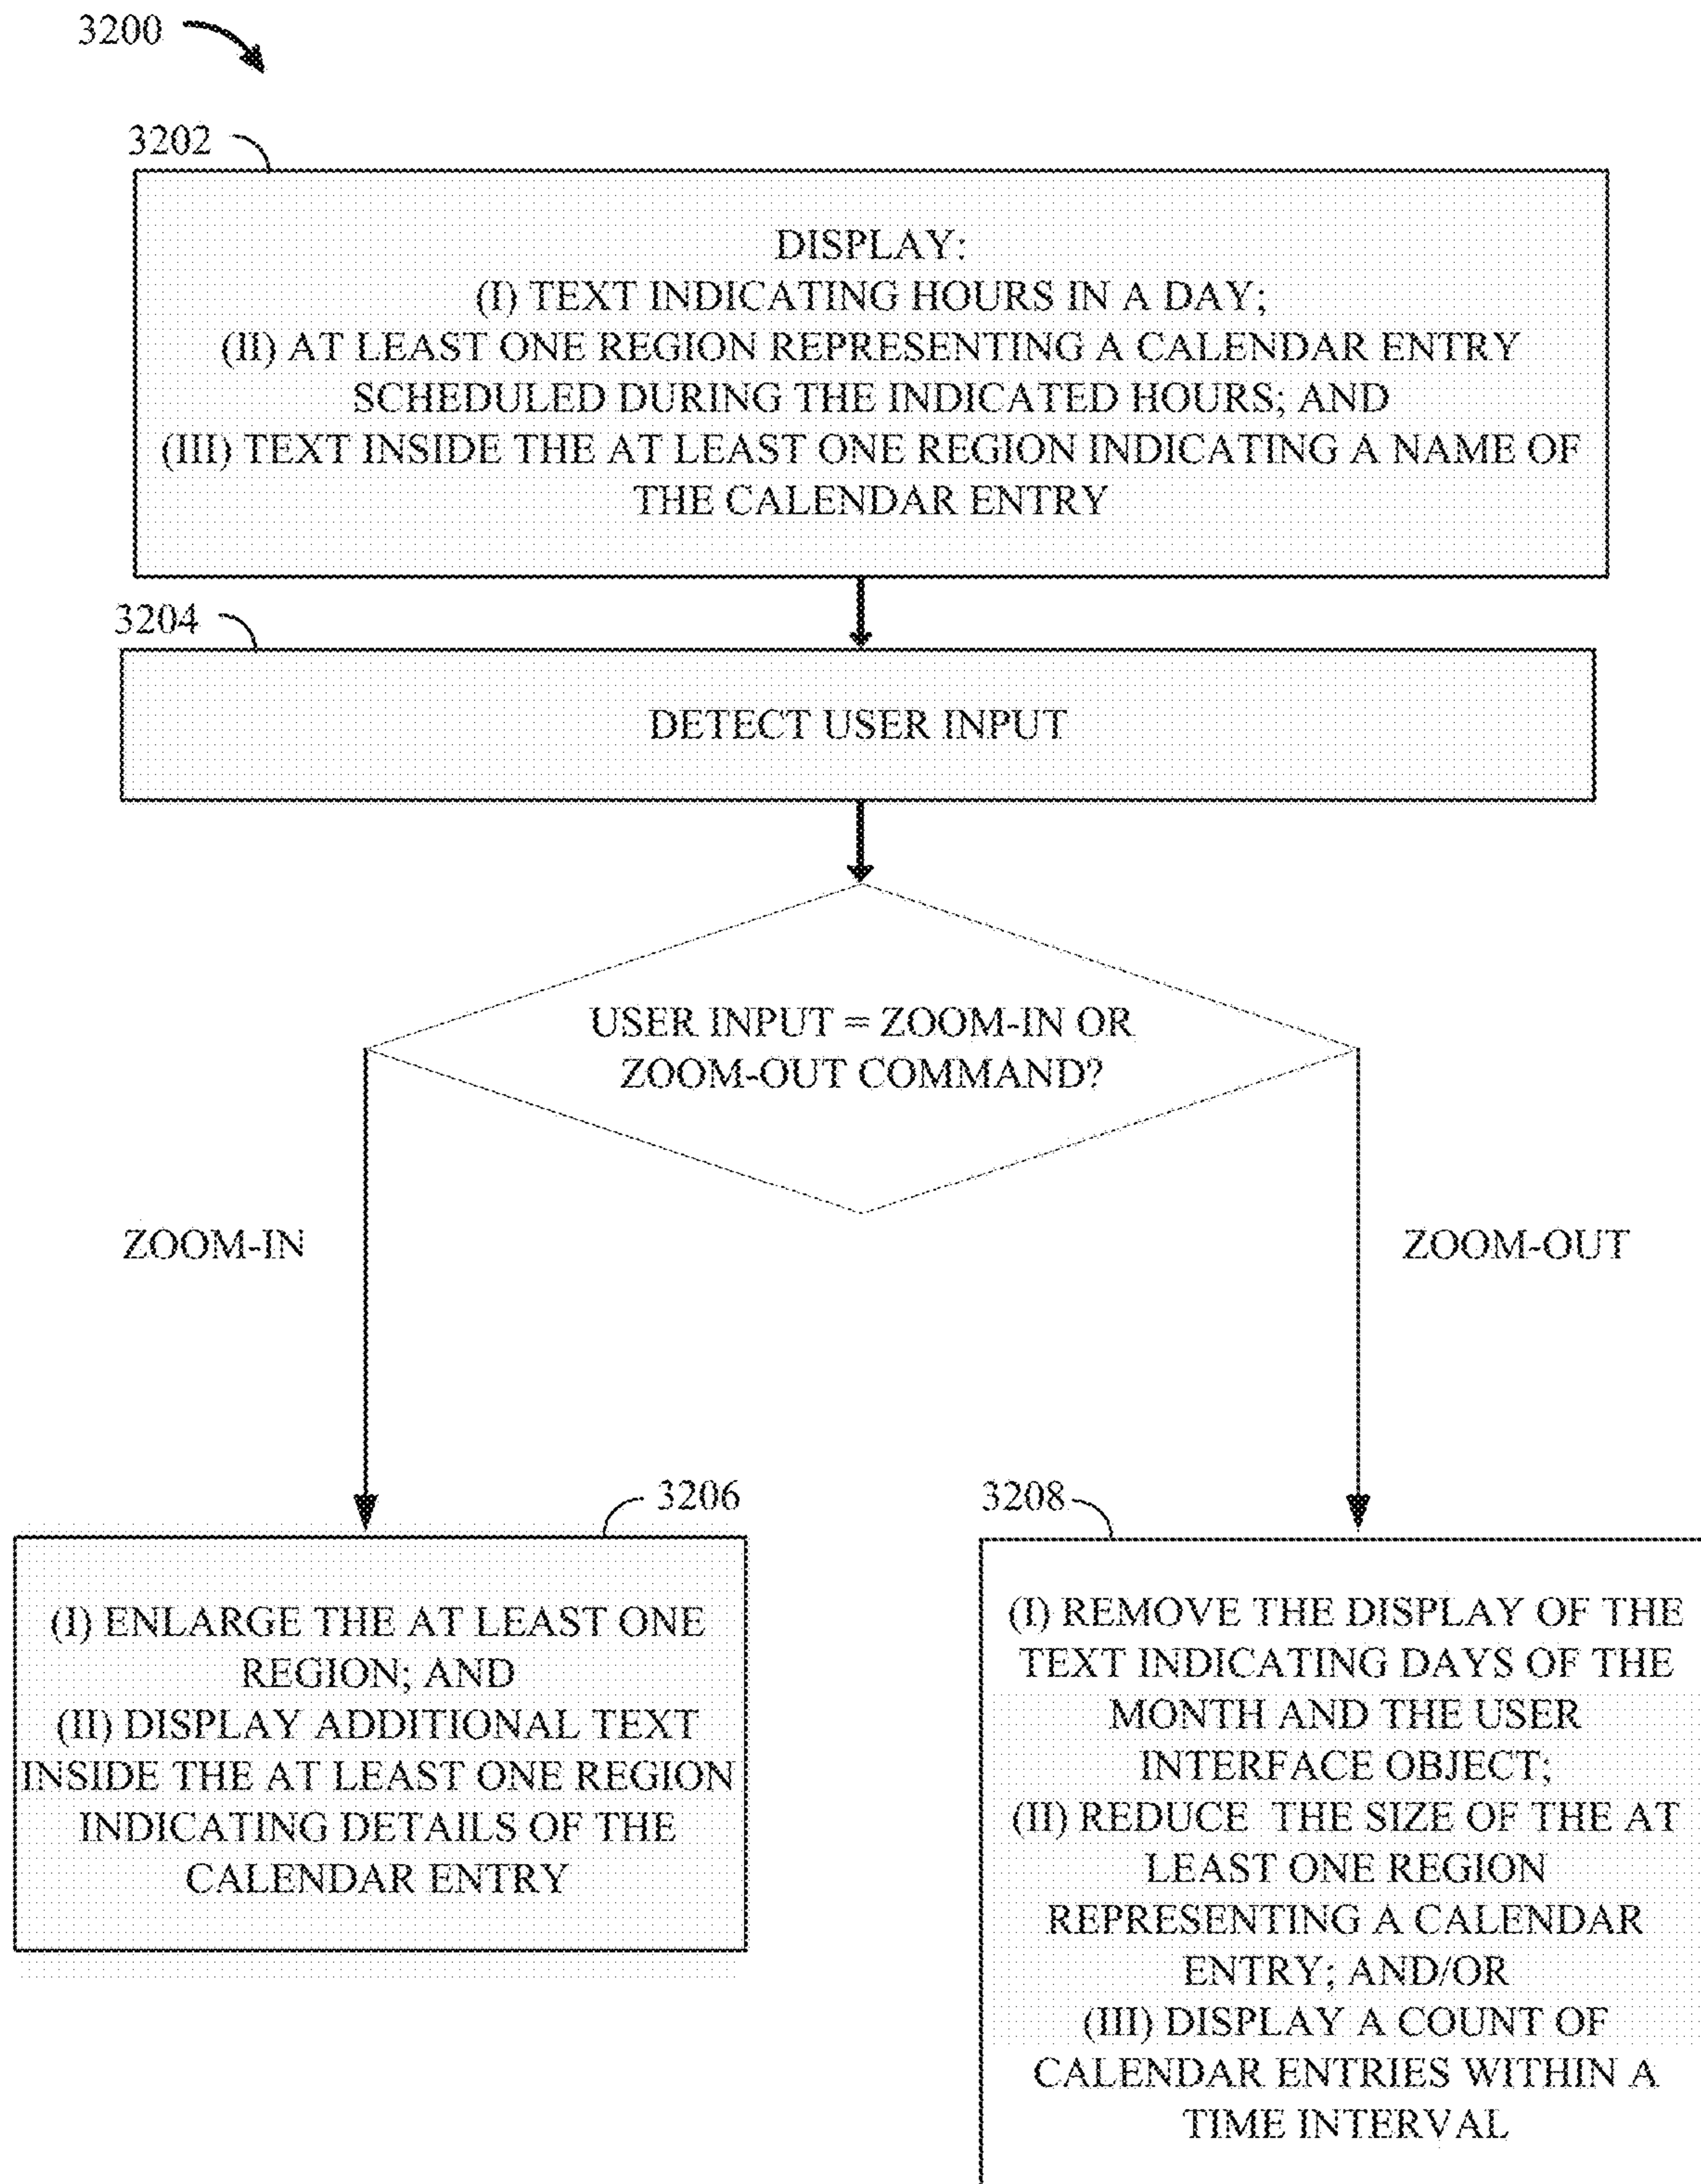 3200
3202
DISPLAY:
(I) TEXT INDICATING HOURS IN A DAY;
(II) AT LEAST ONE REGION REPRESENTING A CALENDAR ENTRY
SCHEDULED DURING THE INDICATED HOURS; AND
(III) TEXT INSIDE THE AT LEAST ONE REGION INDICATING A NAME OF
THE CALENDAR ENTRY
3204
DETECT USER INPUT
USER INPUT = ZOOM-IN OR
ZOOM-OUT COMMAND?
ZOOM-IN
ZOOM-OUT
3206
(I) ENLARGE THE AT LEAST ONE
REGION; AND
(II) DISPLAY ADDITIONAL TEXT
INSIDE THE AT LEAST ONE REGION
INDICATING DETAILS OF THE
CALENDAR ENTRY
3208
(I) REMOVE THE DISPLAY OF THE
TEXT INDICATING DAYS OF THE
MONTH AND THE USER
INTERFACE OBJECT;
(II) REDUCE THE SIZE OF THE AT
LEAST ONE REGION
REPRESENTING A CALENDAR
ENTRY; AND/OR
(III) DISPLAY A COUNT OF
CALENDAR ENTRIES WITHIN A
TIME INTERVAL